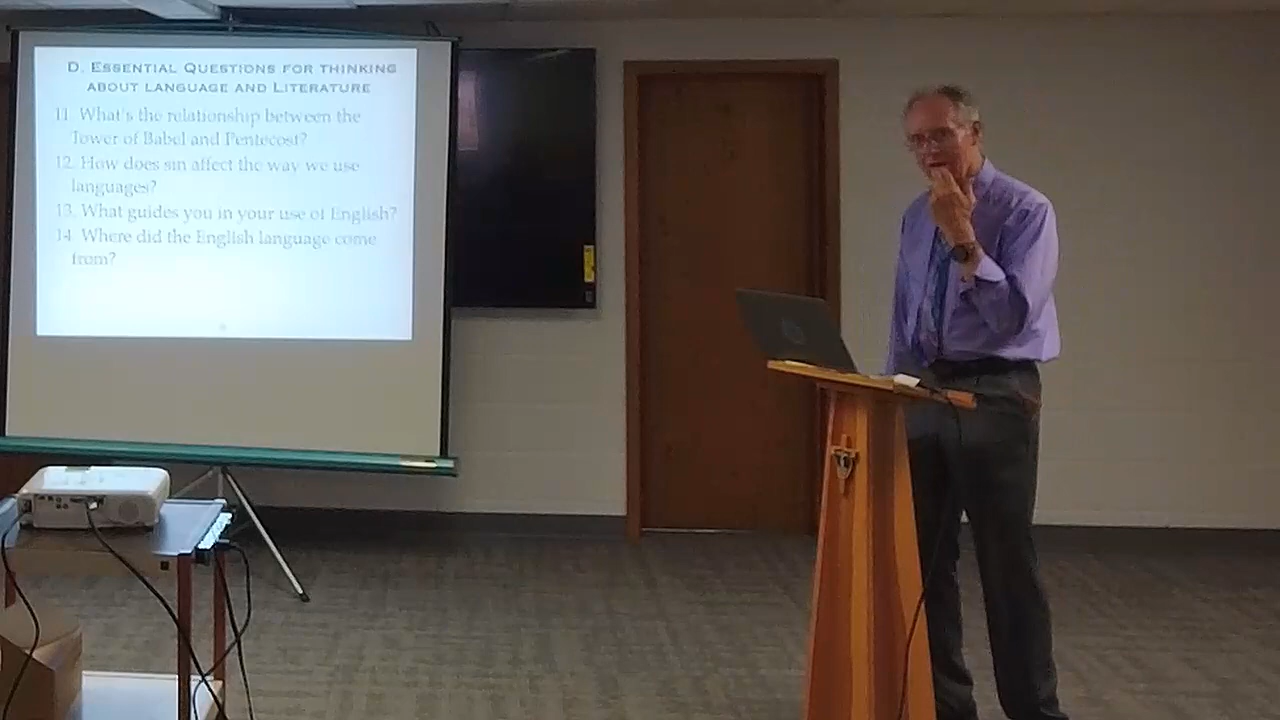 D. Essential Questions for thinking
about language and Literature
11. What's the relationship between the
Tower of Babel and Pentecost?
12. How does sin affect the way we use
languages?
13. What guides you in your use of English?
14. Where did the English language come
from?